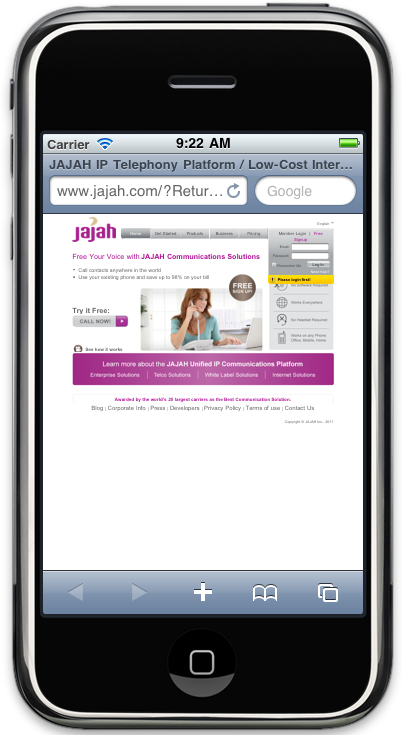 Carrier 9:22 AM
JAJAH IP Telephony Platform / Low-Cost Inter...
www.jajah.com/?Retur... Google
English
jajah
Home Get Started Products Business Pricing
Member Login | Free Signup
Email:
Password:
Remember Me Log In
Need help?
! Please login first!
Free Your Voice with JAJAH Communications Solutions
• Call contacts anywhere in the world
• Use your existing phone and save up to 98% on your bill
FREE SIGN UP!
No Software Required
Works Everywhere
No Headset Required
Works on any Phone
Office, Mobile, Home
Try it Free:
CALL NOW!
See how it works
Learn more about the JAJAH Unified IP Communications Platform
Enterprise Solutions | Telco Solutions | White Label Solutions | Internet Solutions
Awarded by the world's 25 largest carriers as the Best Communication Solution.
Blog | Corporate Info | Press | Developers | Privacy Policy | Terms of use | Contact Us
Copyright © JAJAH Inc., 2011